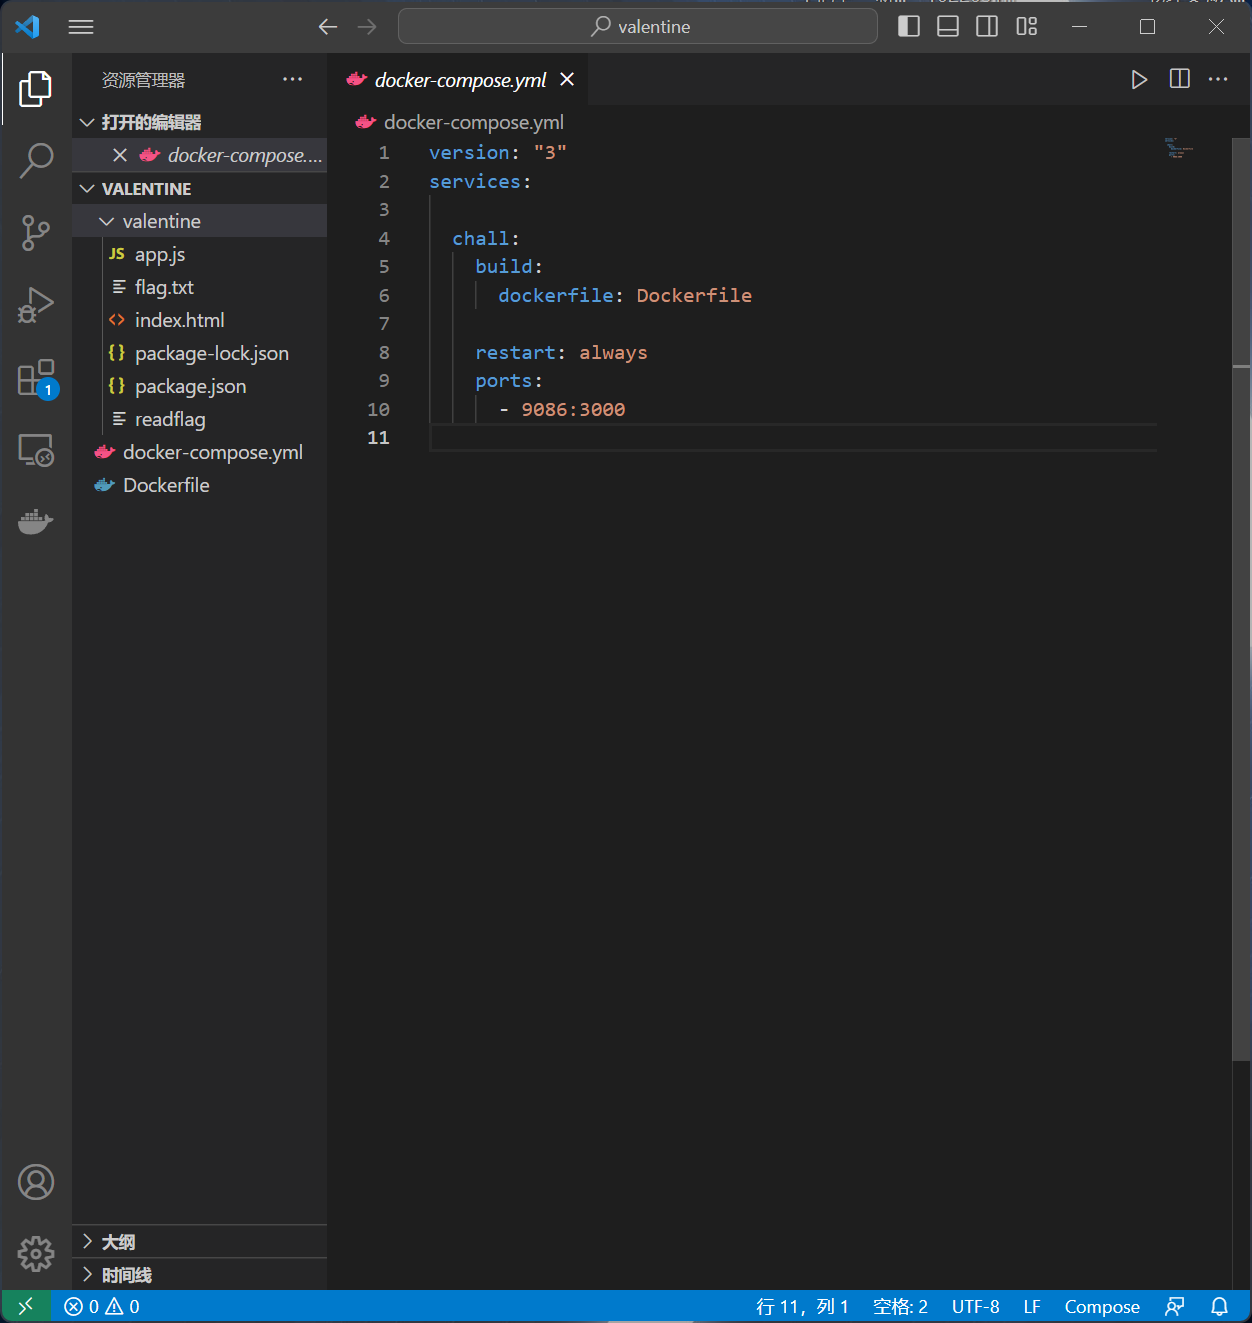 valentine
资源管理器
打开的编辑器
docker-compose....
VALENTINE
valentine
JS app.js
flag.txt
index.html
package-lock.json
package.json
readflag
docker-compose.yml
Dockerfile
大纲
时间线
docker-compose.yml
docker-compose.yml
1 version: "3"
2 services:
3
4 chall:
5 build:
6 dockerfile: Dockerfile
7
8 restart: always
9 ports:
10 - 9086:3000
11
1
0 0 行 11，列 1 空格: 2 UTF-8 LF Compose